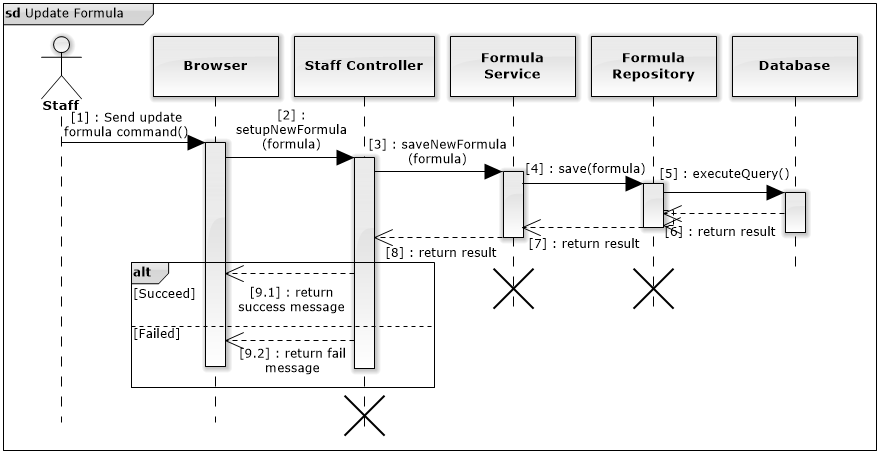 sd Update Formula
Staff
Browser
Staff Controller
Formula
Service
Formula
Repository
Database
[1] : Send update
formula command()
[2] :
setupNewFormula
(formula)
[3] : saveNewFormula
(formula)
[4] : save(formula)
[5] : executeQuery()
[6] : return result
[7] : return result
[8] : return result
alt
[Succeed]
[9.1] : return
success message
[Failed]
[9.2] : return fail
message